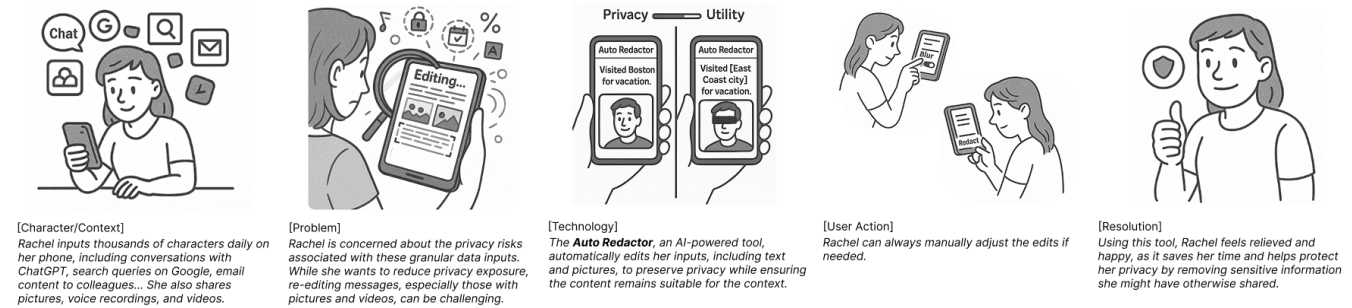 Chat
G
Editing...
%
A
Privacy
Utility
Auto Redactor
Visited Boston
for vacation.
Auto Redactor
Visited [East
Coast city]
for vacation.
Blur
Redact
[Character/Context]
Rachel inputs thousands of characters daily on
her phone, including conversations with
ChatGPT, search queries on Google, email
content to colleagues... She also shares
pictures, voice recordings, and videos.
[Problem]
Rachel is concerned about the privacy risks
associated with these granular data inputs.
While she wants to reduce privacy exposure,
re-editing messages, especially those with
pictures and videos, can be challenging.
[Technology]
The Auto Redactor, an AI-powered tool,
automatically edits her inputs, including text
and pictures, to preserve privacy while ensuring
the content remains suitable for the context.
[User Action]
Rachel can always manually adjust the edits if
needed.
[Resolution]
Using this tool, Rachel feels relieved and
happy, as it saves her time and helps protect
her privacy by removing sensitive information
she might have otherwise shared.